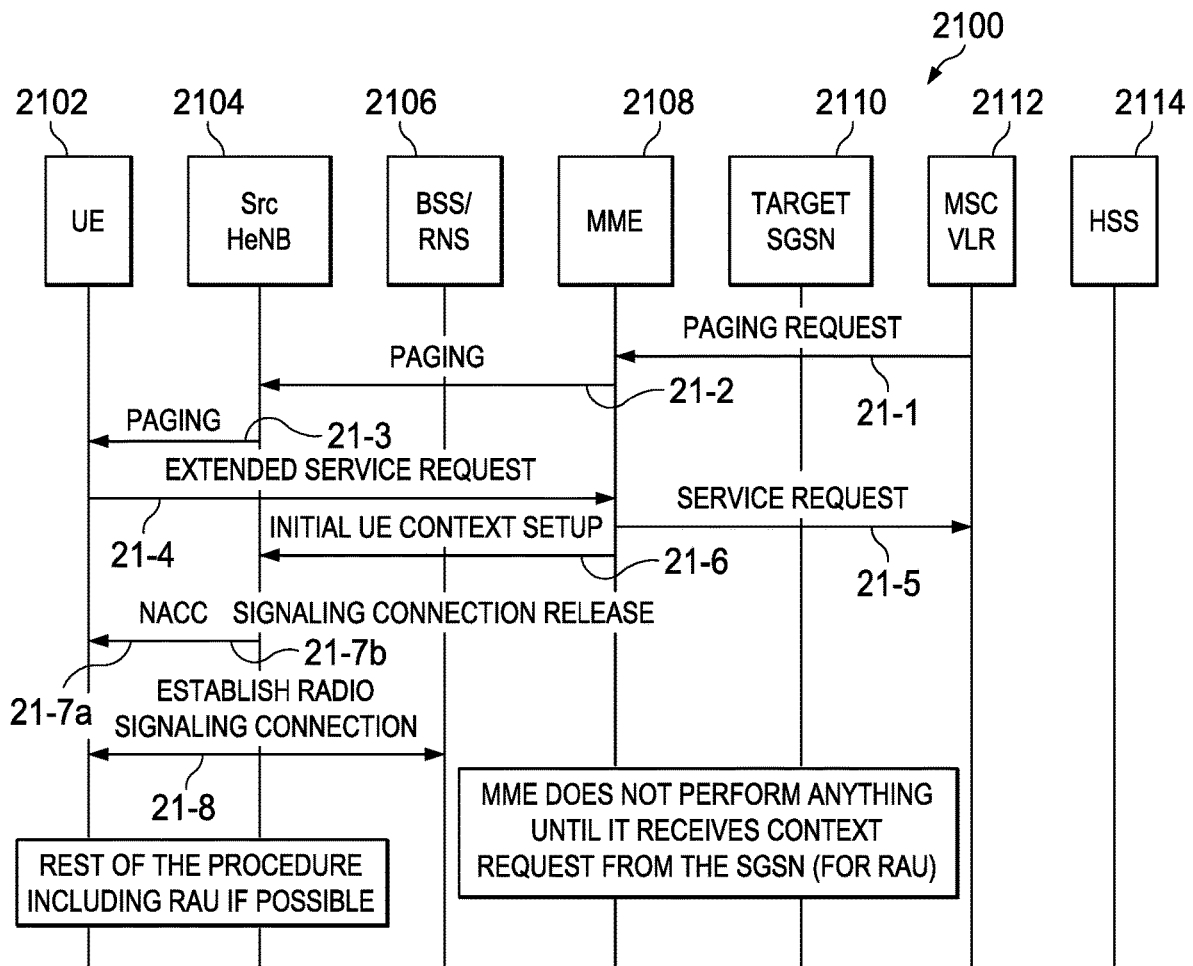 2100
2102
2104
2106
2108
2110
2112
2114
UE
Src
HeNB
BSS/
RNS
MME
TARGET
SGSN
MSC
VLR
HSS
PAGING REQUEST
21-1
PAGING
21-2
PAGING
21-3
EXTENDED SERVICE REQUEST
21-4
SERVICE REQUEST
21-5
INITIAL UE CONTEXT SETUP
21-6
NACC SIGNALING CONNECTION RELEASE
21-7b
21-7a
ESTABLISH RADIO
SIGNALING CONNECTION
21-8
MME DOES NOT PERFORM ANYTHING
UNTIL IT RECEIVES CONTEXT
REQUEST FROM THE SGSN (FOR RAU)
REST OF THE PROCEDURE
INCLUDING RAU IF POSSIBLE